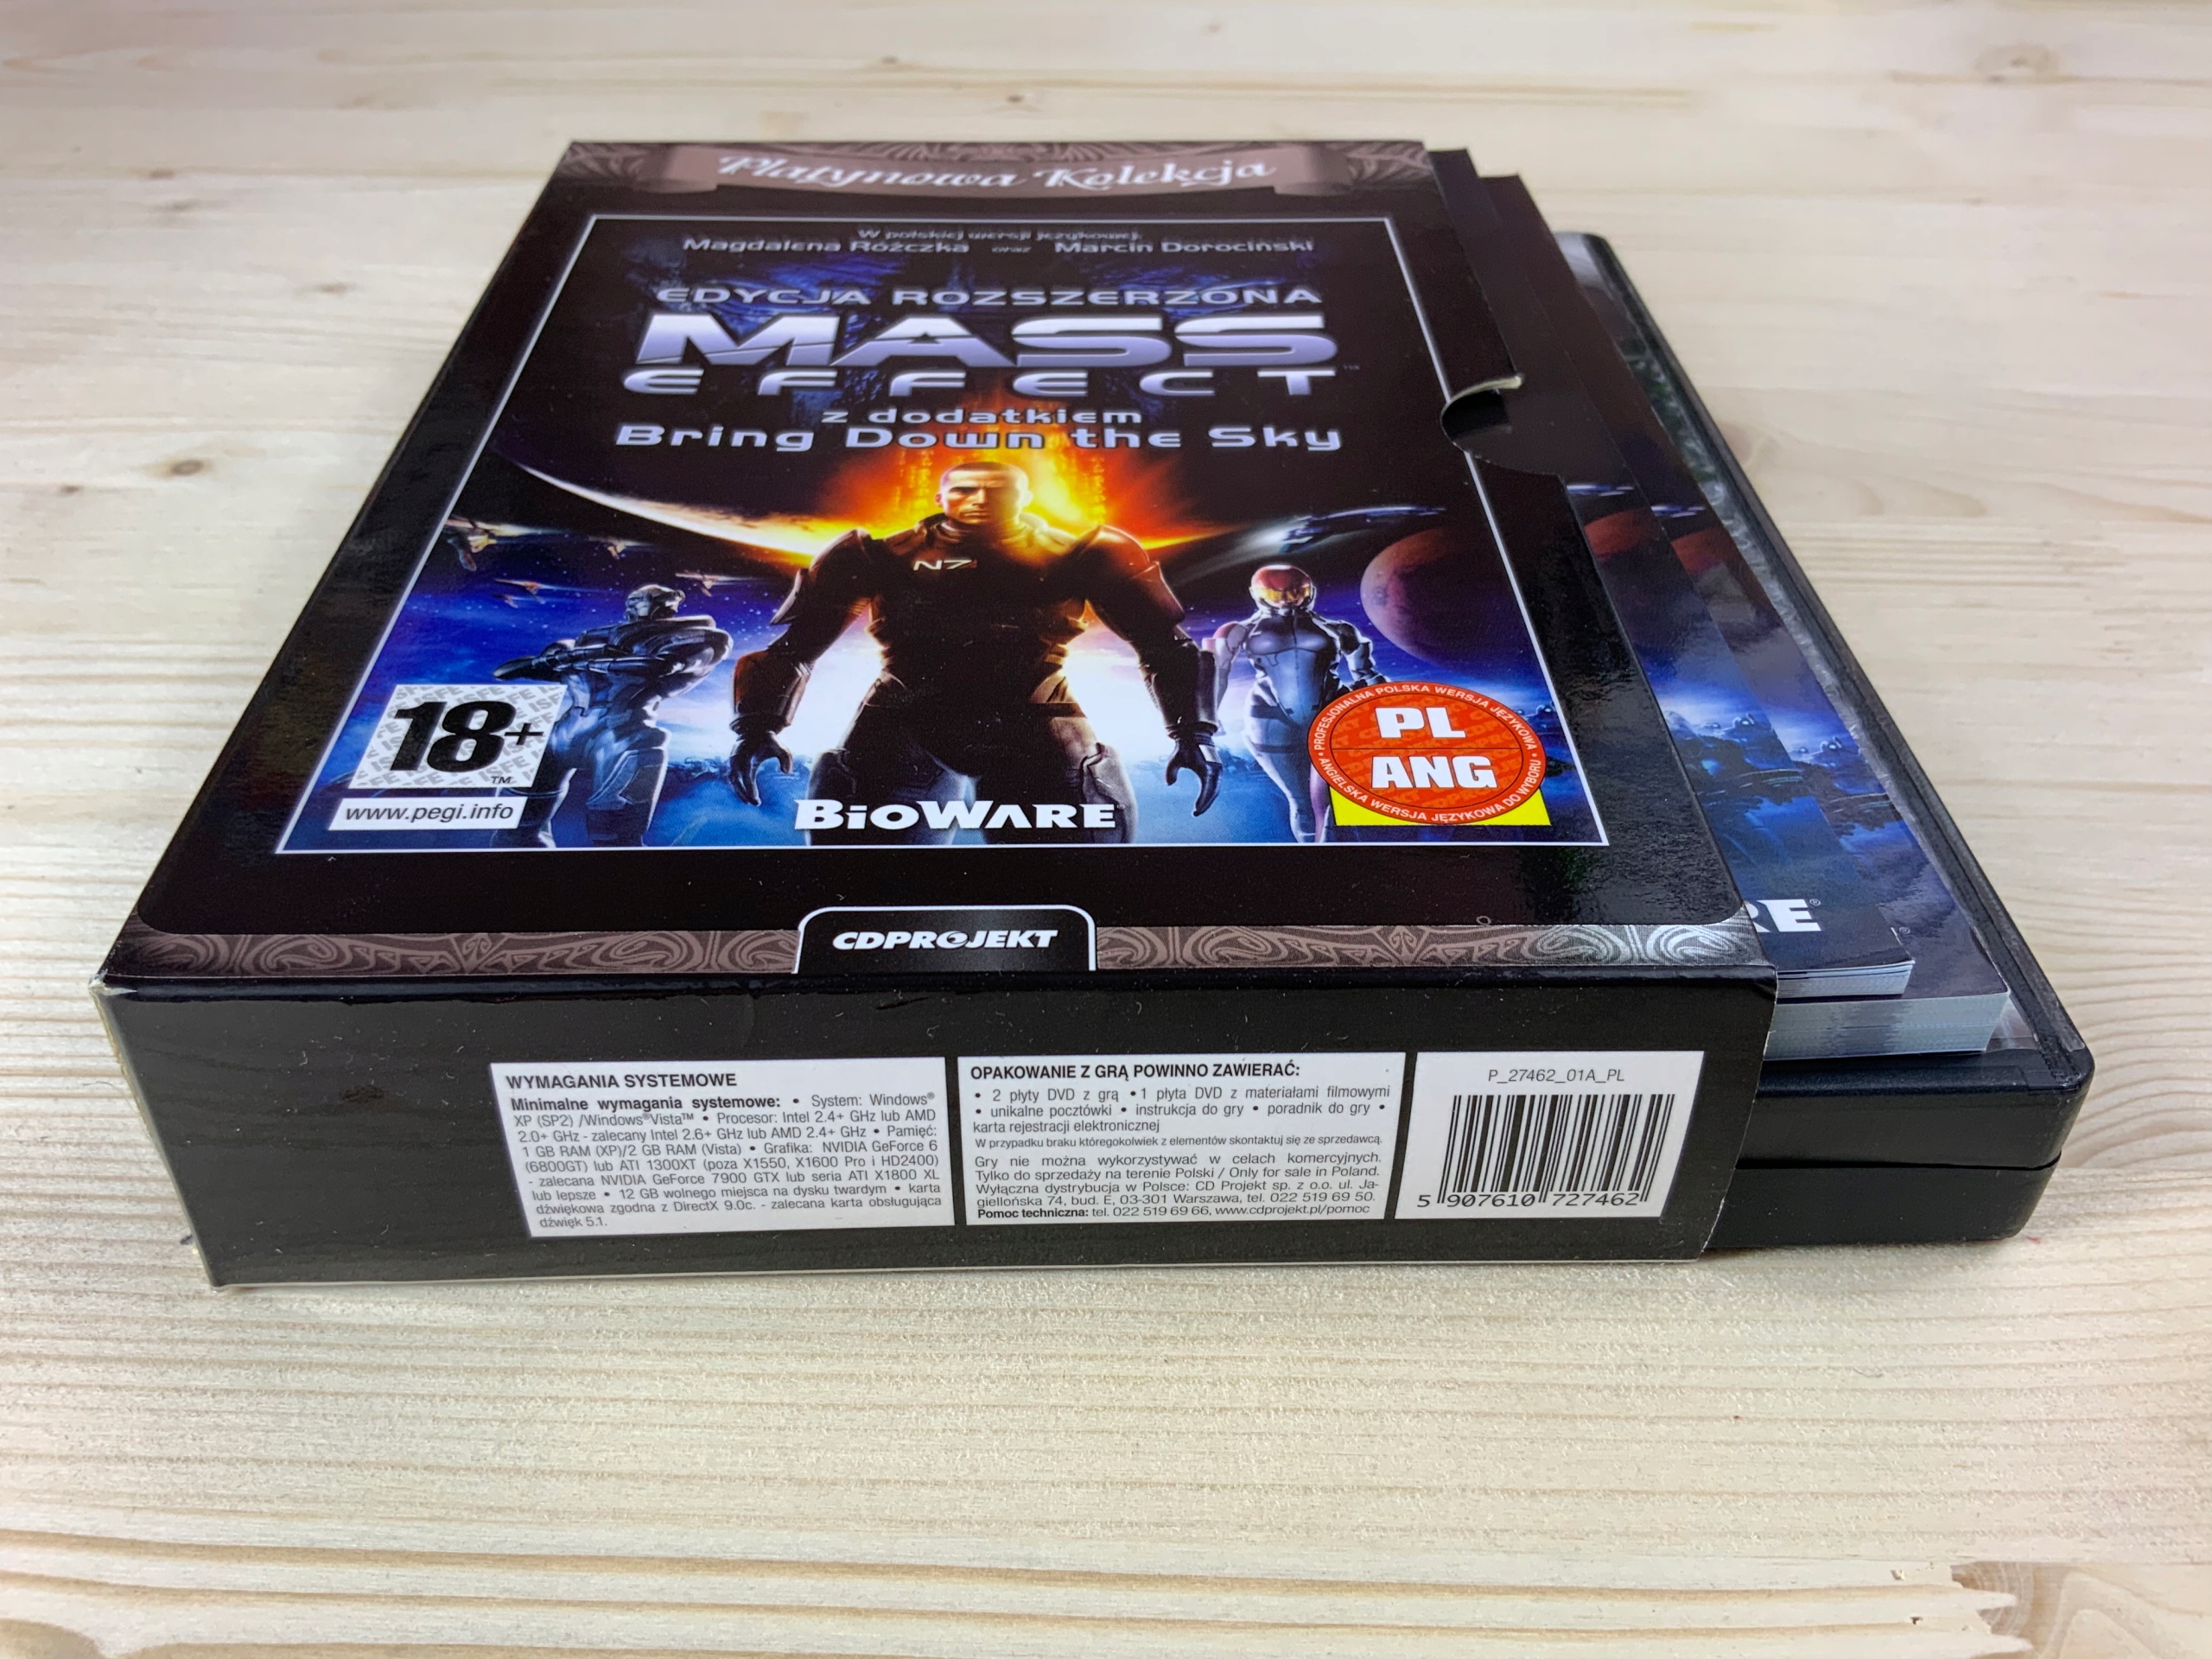 Platynowa Kolekcja
W polskiej wersji językowej:
Magdalena Różczka oraz Marcin Dorociński
EDYCJA ROZSZERZONA
MASS
EFFECT™
z dodatkiem
Bring Down the Sky
N7
18+
TM
www.pegi.info
BIOWARE
PROFESJONALNA POLSKA WERSJA JĘZYKOWA
PL
ANG
ANGIELSKA WERSJA JĘZYKOWA DO WYBORU
RE®
®
CDPROJEKT
WYMAGANIA SYSTEMOWE
Minimalne wymagania systemowe: • System: Windows®
XP (SP2) /Windows®Vista™ • Procesor: Intel 2.4+ GHz lub AMD
2.0+ GHz - zalecany Intel 2.6+ GHz lub AMD 2.4+ GHz • Pamięć:
1 GB RAM (XP)/2 GB RAM (Vista) • Grafika: NVIDIA GeForce 6
(6800GT) lub ATI 1300XT (poza X1550, X1600 Pro i HD2400)
- zalecana NVIDIA GeForce 7900 GTX lub seria ATI X1800 XL
lub lepsze • 12 GB wolnego miejsca na dysku twardym • karta
dźwiękowa zgodna z DirectX 9.0c. - zalecana karta obsługująca
dźwięk 5.1.
OPAKOWANIE Z GRĄ POWINNO ZAWIERAĆ:
• 2 płyty DVD z grą • 1 płyta DVD z materiałami filmowymi
• unikalne pocztówki • instrukcja do gry • poradnik do gry •
karta rejestracji elektronicznej
W przypadku braku któregokolwiek z elementów skontaktuj się ze sprzedawcą.
Gry nie można wykorzystywać w celach komercyjnych.
Tylko do sprzedaży na terenie Polski / Only for sale in Poland.
Wyłączna dystrybucja w Polsce: CD Projekt sp. z o.o. ul. Ja-
giellońska 74, bud. E, 03-301 Warszawa, tel. 022 519 69 50.
Pomoc techniczna: tel. 022 519 69 66, www.cdprojekt.pl/pomoc
P_27462_01A_PL
5 907610 727462